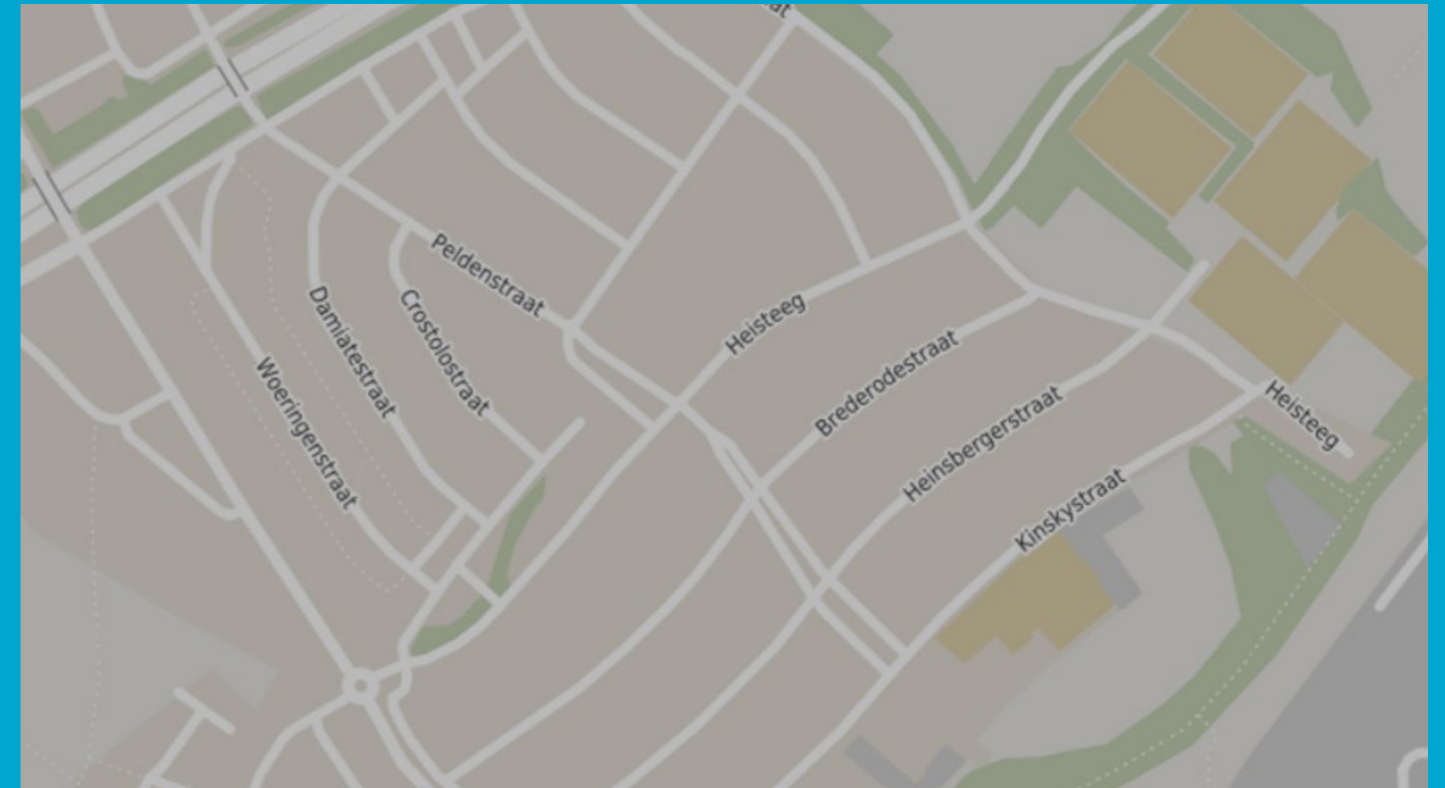 Peldenstraat
Damiatestraat
Crostolostraat
Heisteeg
Woeringenstraat
Brederodestraat
Heinsbergerstraat
Heisteeg
Kinskystraat